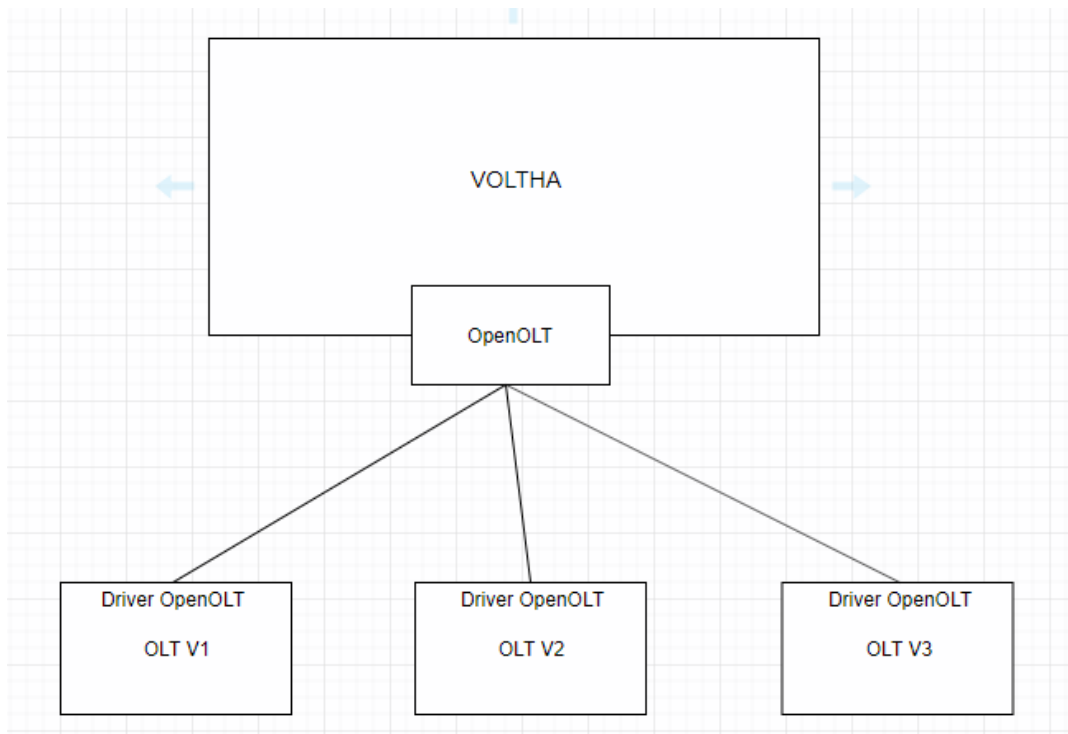 VOLTHA
OpenOLT
Driver OpenOLT
OLT V1
Driver OpenOLT
OLT V2
Driver OpenOLT
OLT V3